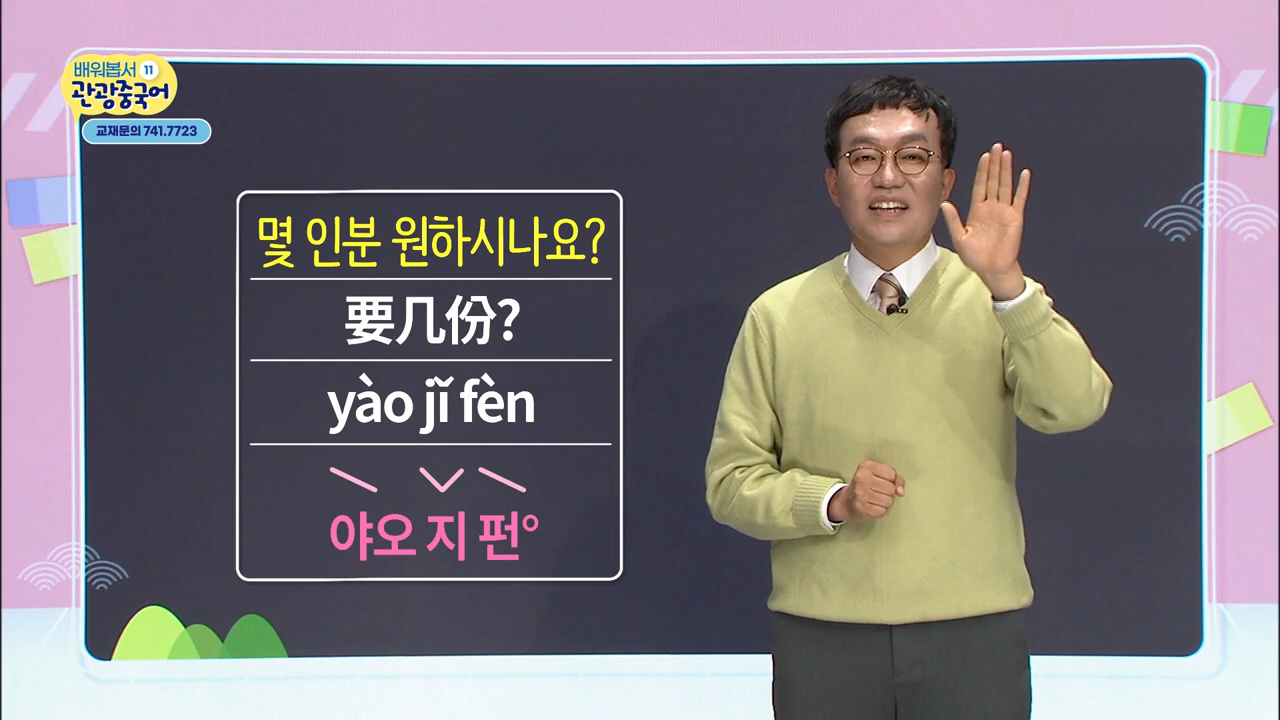 배워봅서 11
관광중국어
교재문의 741.7723
몇 인분 원하시나요?
要几份?
yào jǐ fèn
야오 지 펀°